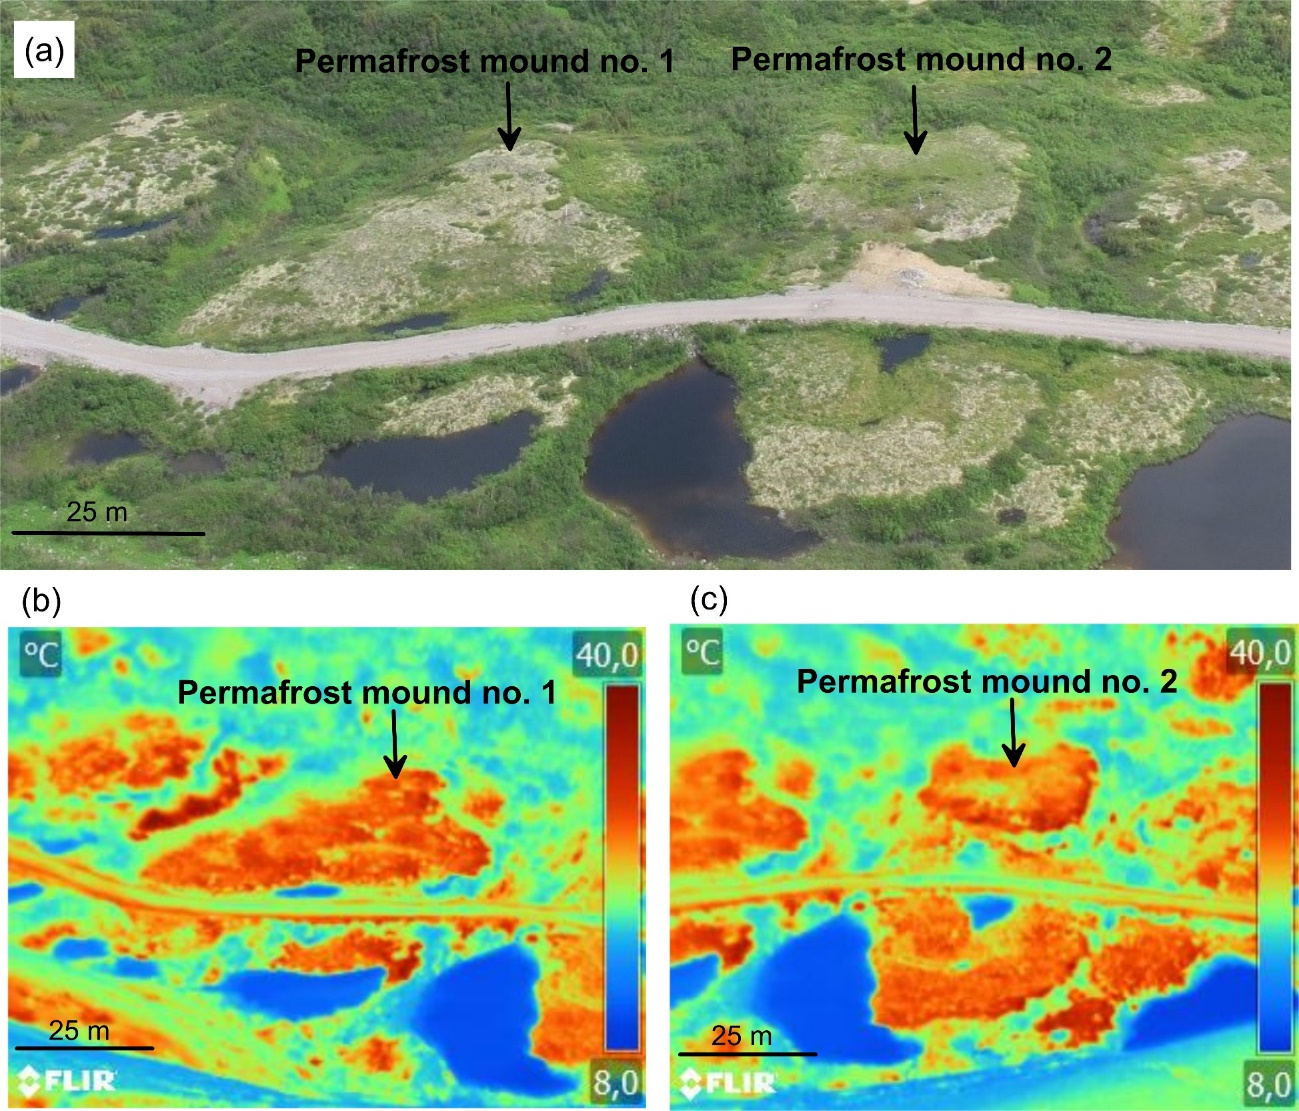 (a)
Permafrost mound no. 1
Permafrost mound no. 2
25 m
(b)
(c)
°C
40,0
Permafrost mound no. 1
25 m
FLIR
8,0
°C
40,0
Permafrost mound no. 2
25 m
FLIR
8,0